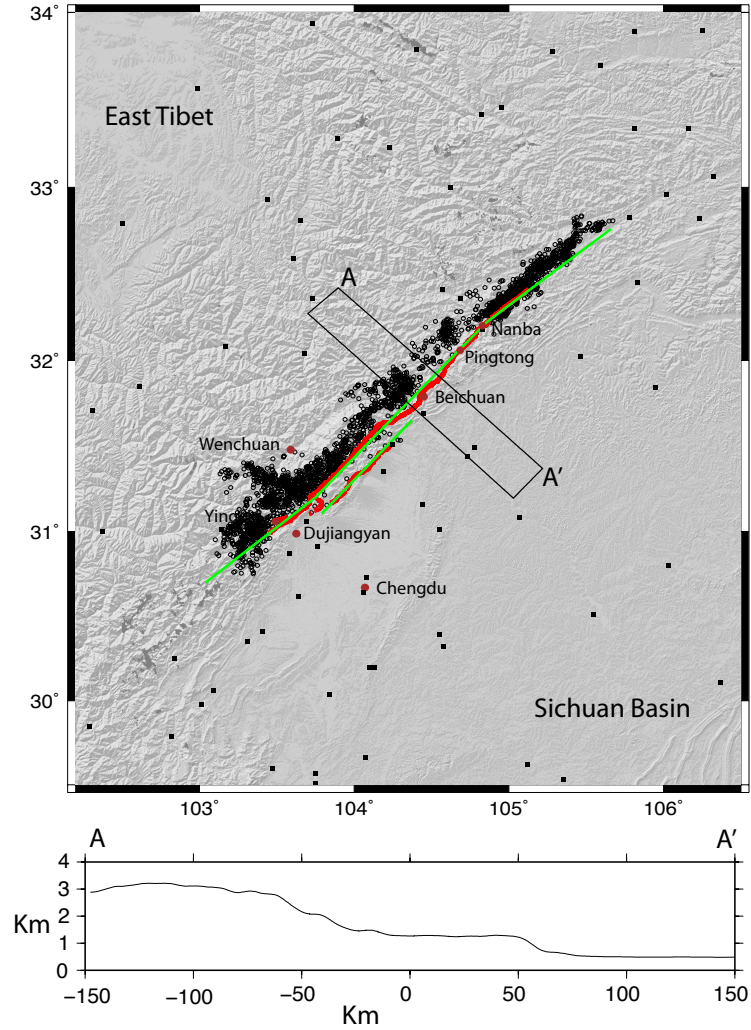 34˚
East Tibet
33˚
A
Nanba
32˚
Pingtong
Beichuan
Wenchuan
A'
31˚
Dujiangyan
Chengdu
30˚
Sichuan Basin
103˚ 104˚ 105˚ 106˚
A A'
4
3
2
Km
1
0
−150 −100 −50 0 50 100 150
Km